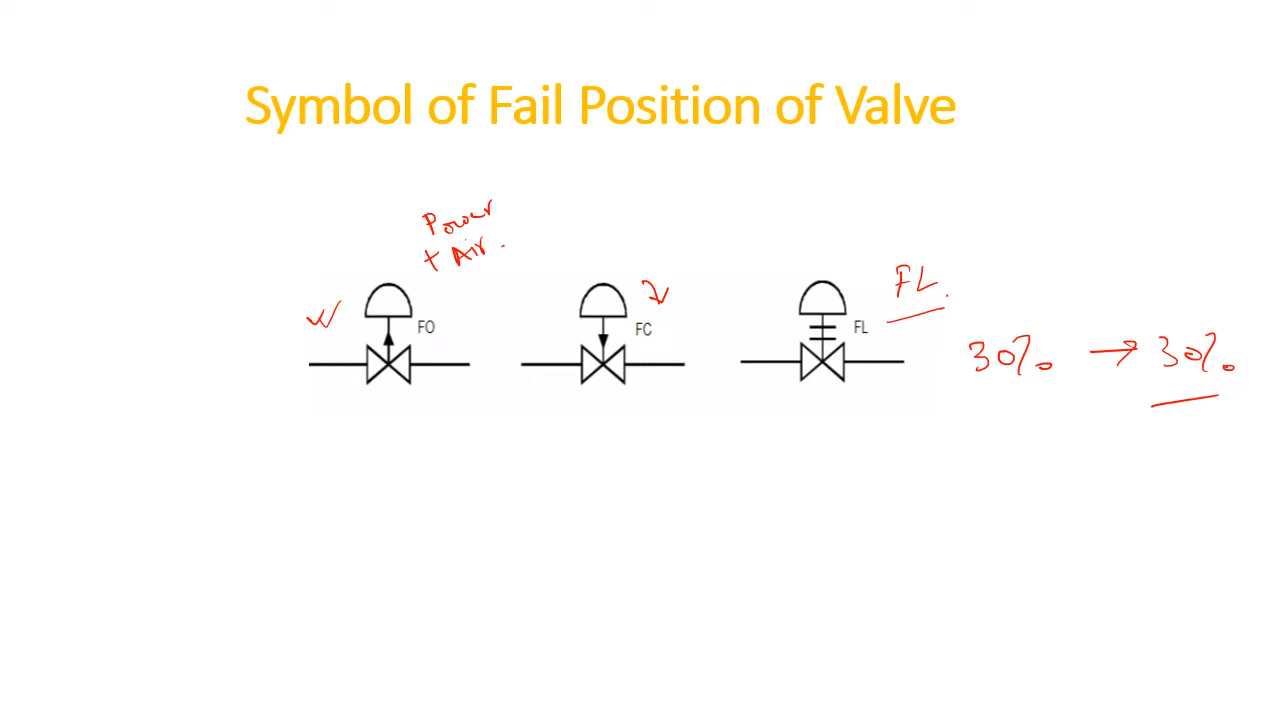 Symbol of Fail Position of Valve
Power
+ Air.
FL.
FO
FC
FL
30% → 30%.